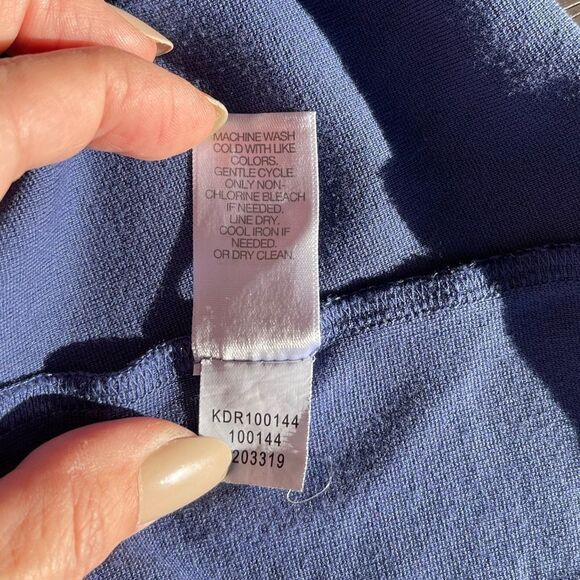 MACHINE WASH
COLD WITH LIKE
COLORS.
GENTLE CYCLE.
ONLY NON-
CHLORINE BLEACH
IF NEEDED.
LINE DRY.
COOL IRON IF
NEEDED.
OR DRY CLEAN.
KDR100144
100144
203319